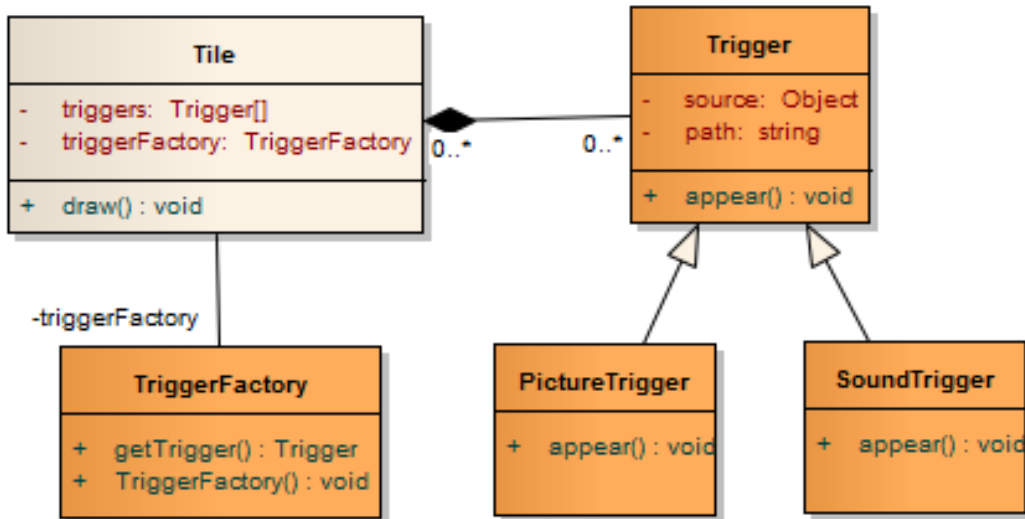 Tile
- triggers: Trigger[]
- triggerFactory: TriggerFactory
+ draw() : void
0..*
0..*
Trigger
- source: Object
- path: string
+ appear() : void
-triggerFactory
TriggerFactory
+ getTrigger() : Trigger
+ TriggerFactory() : void
PictureTrigger
+ appear() : void
SoundTrigger
+ appear() : void